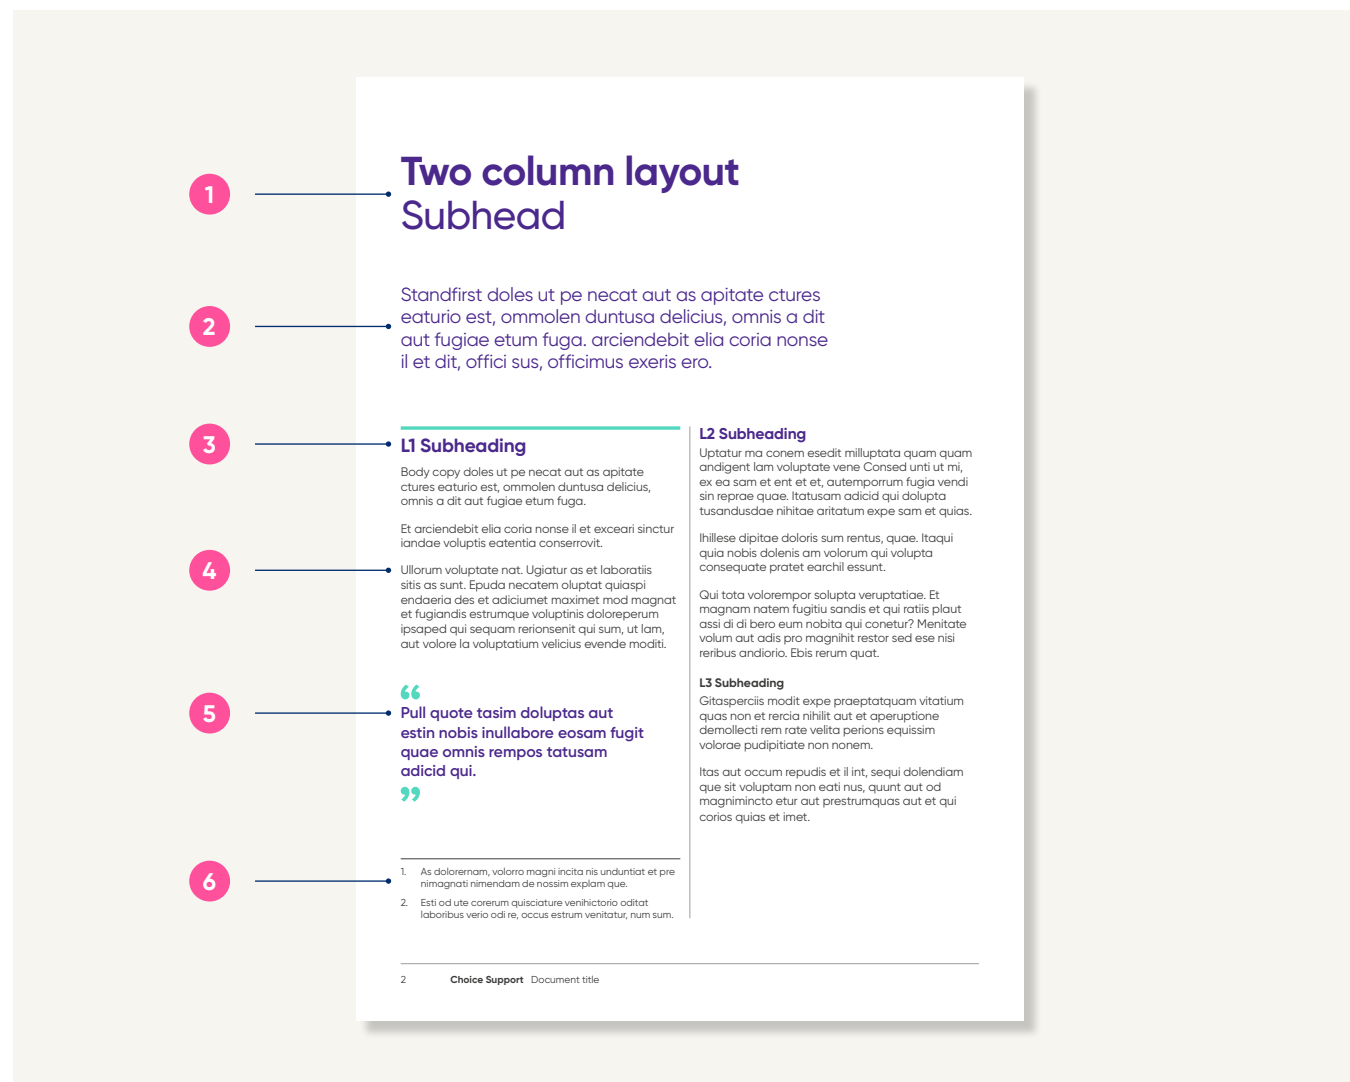 1
Two column layout
Subhead
2
Standfirst doles ut pe necat aut as apitate ctures
eaturio est, ommolen duntusa delicius, omnis a dit
aut fugiae etum fuga. arciendebit elia coria nonse
il et dit, offici sus, officimus exeris ero.
3
L1 Subheading
Body copy doles ut pe necat aut as apitate
ctures eaturio est, ommolen duntusa delicius,
omnis a dit aut fugiae etum fuga.
Et arciendebit elia coria nonse il et exceari sinctur
iandae voluptis eatentia conserrovit.
4
Ullorum voluptate nat. Ugiatur as et laboratiis
sitis as sunt. Epuda necatem oluptat quiaspi
endaeria des et adiciumet maximet mod magnat
et fugiandis estrumque voluptinis doloreperum
ipsaped qui sequam rerionsenit qui sum, ut lam,
aut volore la voluptatium velicius evende moditi.
5
“
Pull quote tasim doluptas aut
estin nobis inullabore eosam fugit
quae omnis rempos tatusam
adicid qui.
”
6
1. As dolorernam, volorro magni incita nis unduntiat et pre
nimagnati nimendam de nossim explam que.
2. Esti od ute corerum quisciature venihictorio oditat
laboribus verio odi re, occus estrum venitatur, num sum.
L2 Subheading
Uptatur ma conem esedit milluptata quam quam
andigent lam voluptate vene Consed unti ut mi,
ex ea sam et ent et et, autemporrum fugia vendi
sin reprae quae. Itatusam adicid qui dolupta
tusandusdae nihitae aritatum expe sam et quias.
Ihillese dipitae doloris sum rentus, quae. Itaqui
quia nobis dolenis am volorum qui volupta
consequate pratet earchil essunt.
Qui tota volorempor solupta veruptatiae. Et
magnam natem fugitiu sandis et qui ratiis plaut
assi di di bero eum nobita qui conetur? Menitate
volum aut adis pro magnihit restor sed ese nisi
reribus andiorio. Ebis rerum quat.
L3 Subheading
Gitasperciis modit expe praeptatquam vitatium
quas non et rercia nihilit aut et aperuptione
demollecti rem rate velita perions equissim
volorae pudipitiate non nonem.
Itas aut occum repudis et il int, sequi dolendiam
que sit voluptam non eati nus, quunt aut od
magnimincto etur aut prestrumquas aut et qui
corios quias et imet.
2 Choice Support Document title